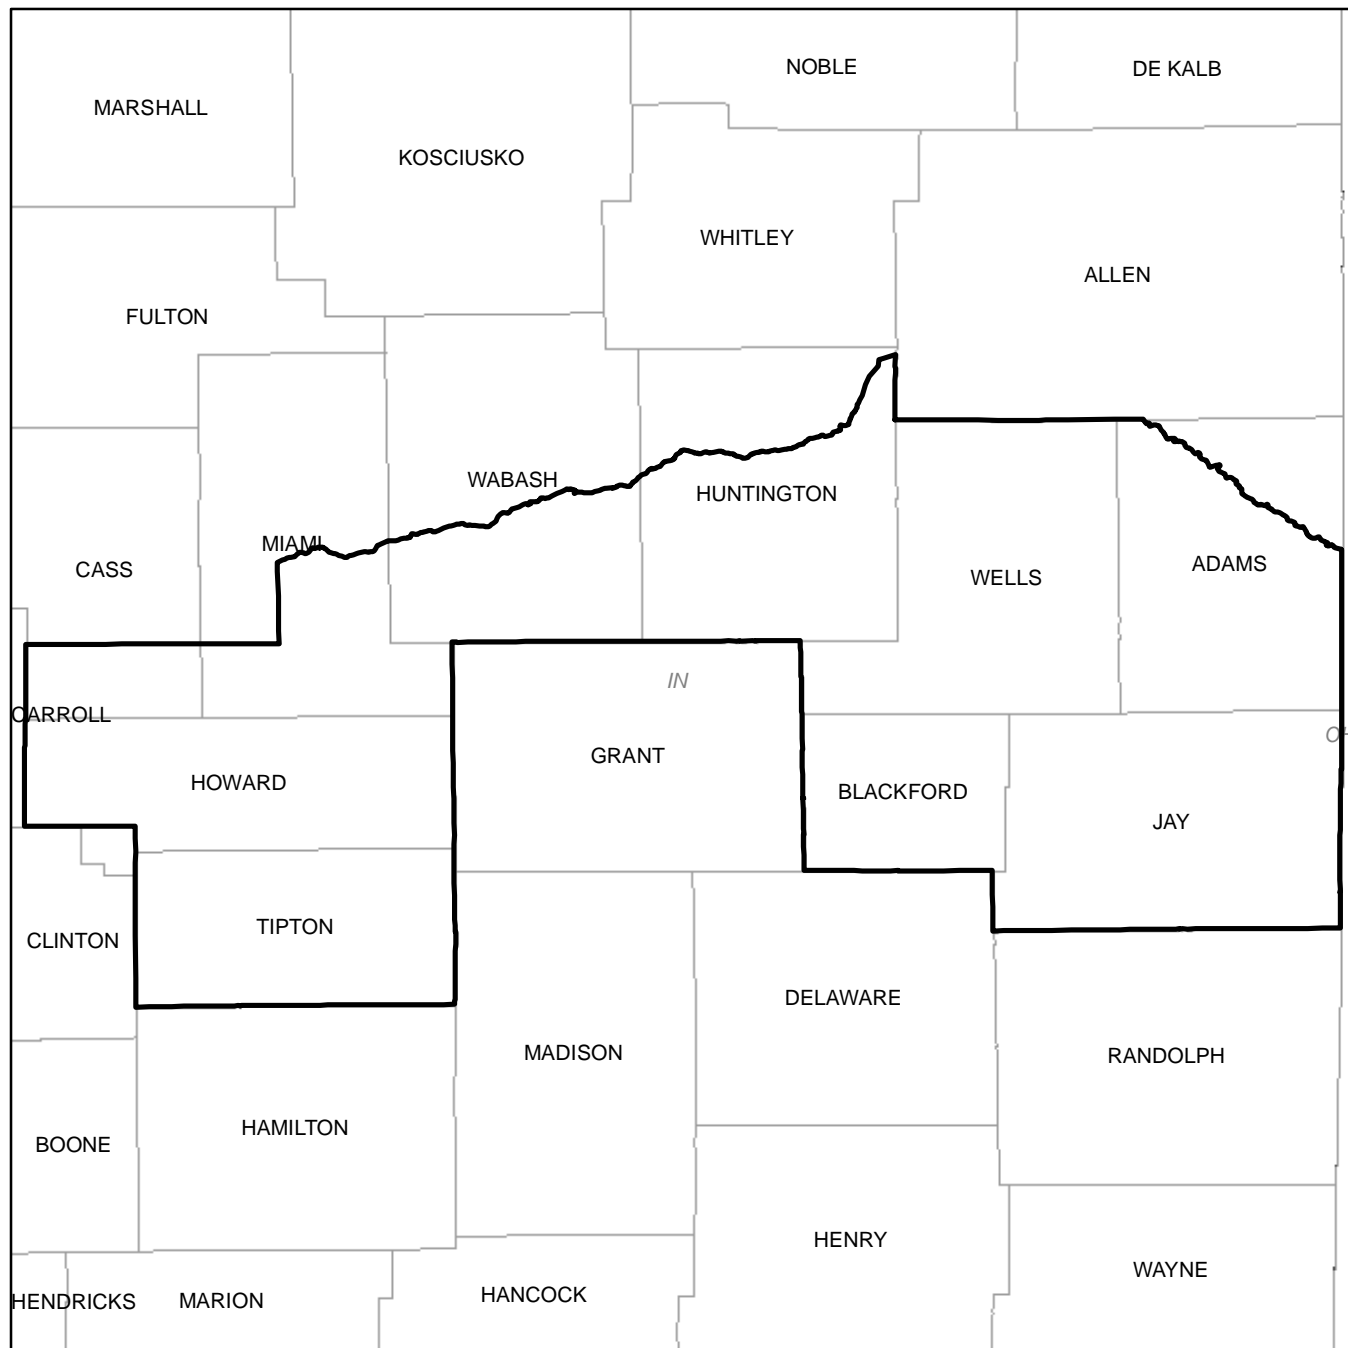 NOBLE
DE KALB
MARSHALL
KOSCIUSKO
WHITLEY
ALLEN
FULTON
WABASH
HUNTINGTON
MIAMI
CASS
WELLS
ADAMS
IN
CARROLL
OH
GRANT
HOWARD
BLACKFORD
JAY
TIPTON
CLINTON
DELAWARE
MADISON
RANDOLPH
HAMILTON
BOONE
HENRY
WAYNE
HENDRICKS
MARION
HANCOCK